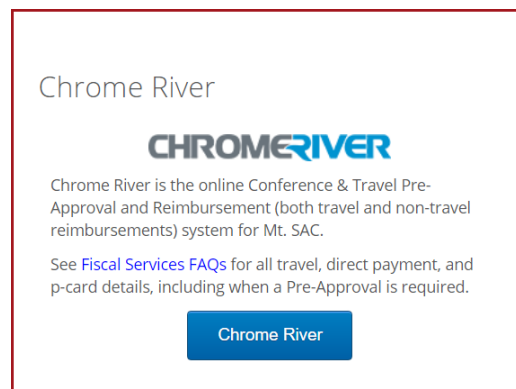 Chrome River
CHROMERIVER
Chrome River is the online Conference & Travel Pre-
Approval and Reimbursement (both travel and non-travel
reimbursements) system for Mt. SAC.
See Fiscal Services FAQs for all travel, direct payment, and
p-card details, including when a Pre-Approval is required.
Chrome River